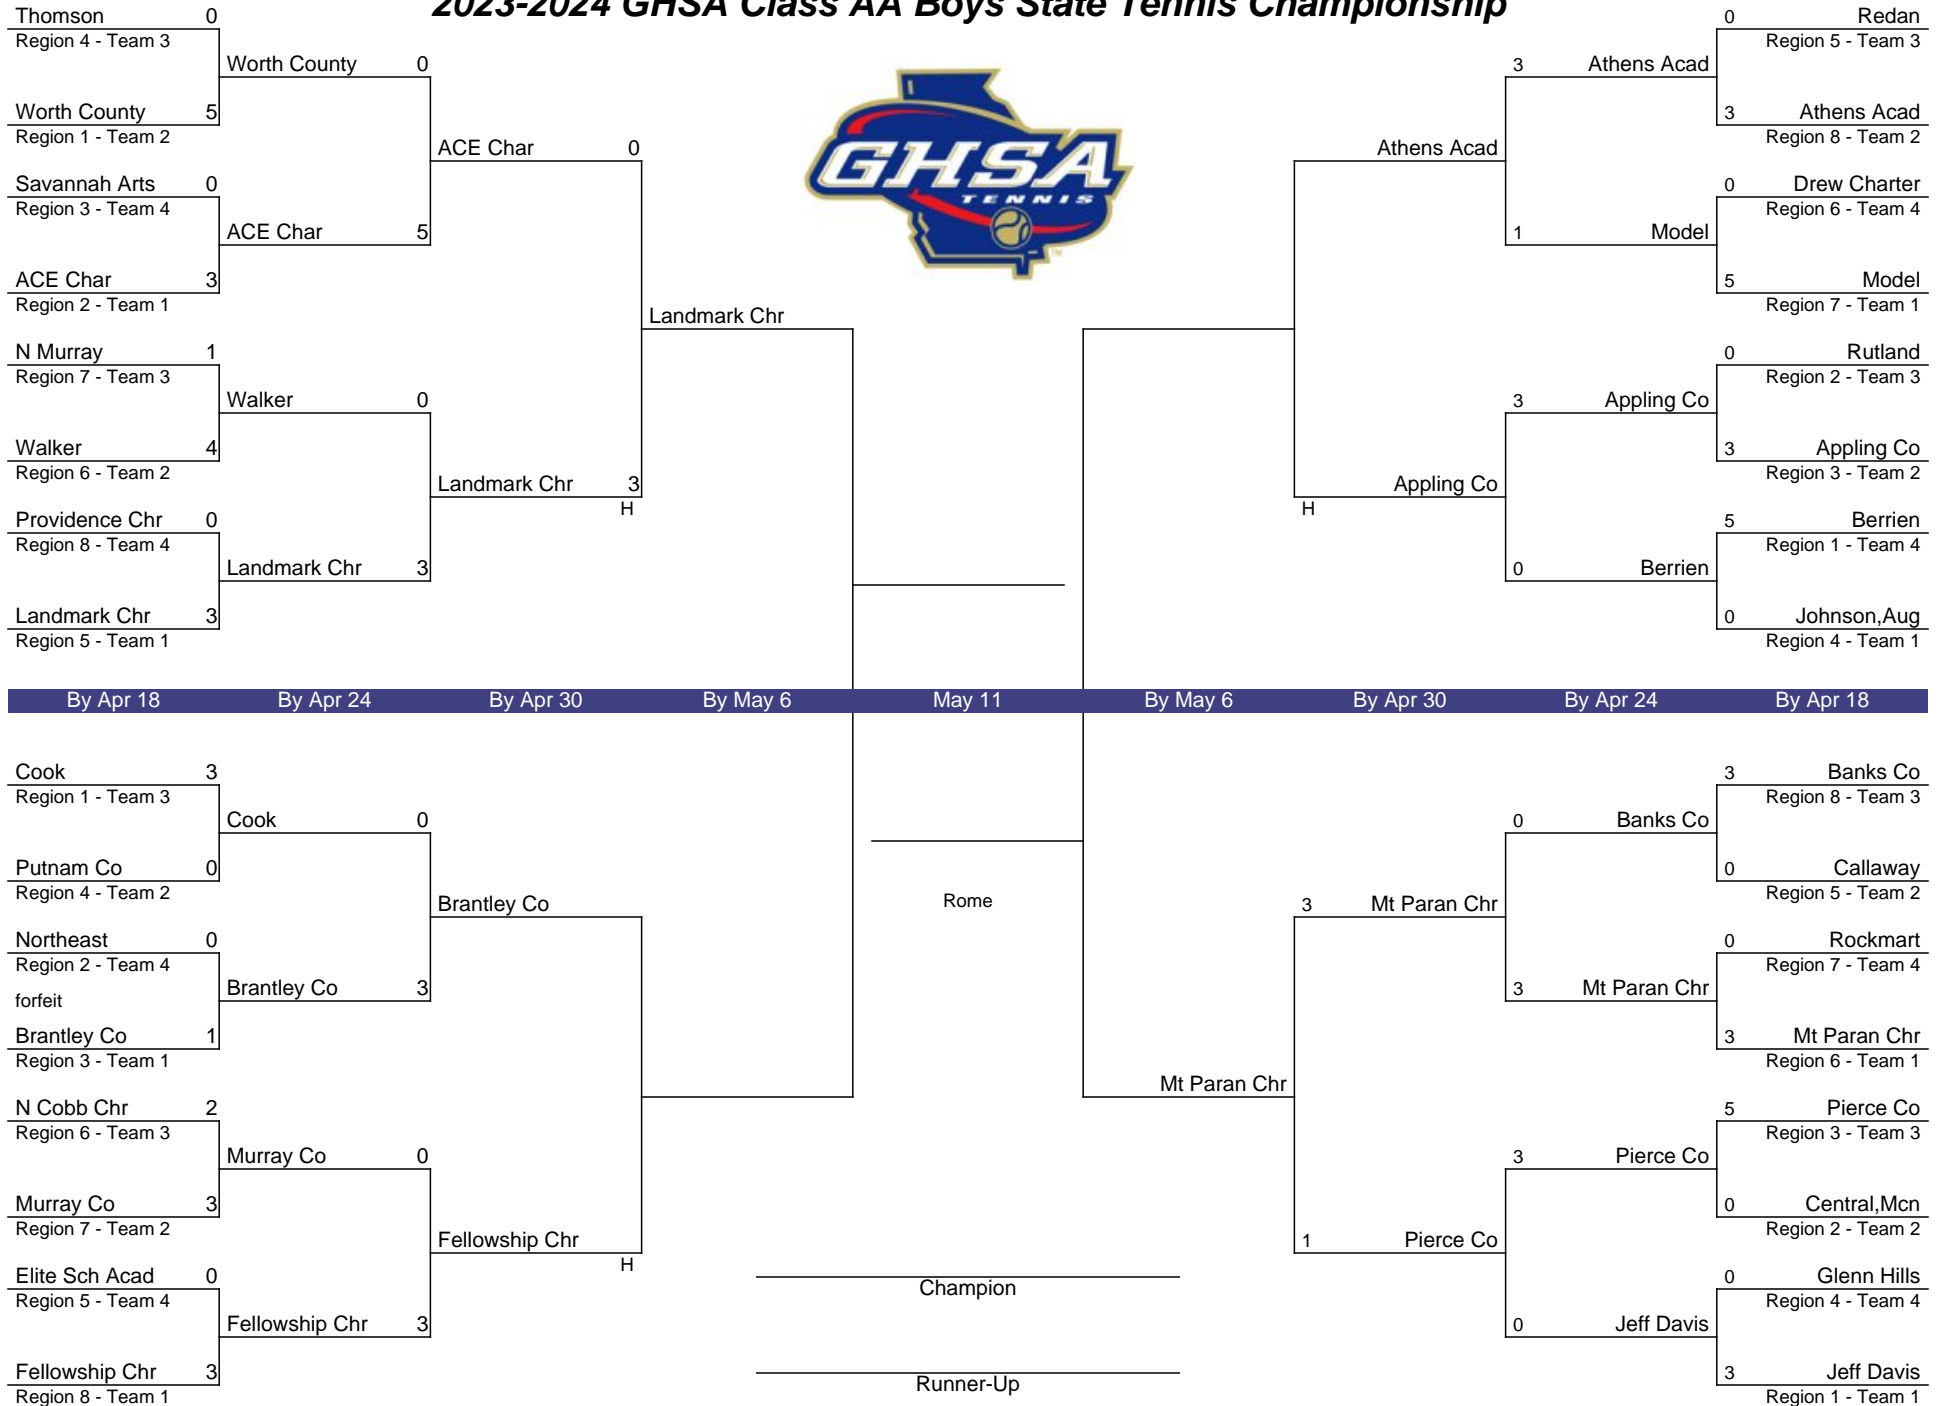 2023-2024 GHSA Class AA Boys State Tennis Championship
Thomson 0
Region 4 - Team 3
Worth County 0
Worth County 5
Region 1 - Team 2
ACE Char 0
Savannah Arts 0
Region 3 - Team 4
ACE Char 5
ACE Char 3
Region 2 - Team 1
Landmark Chr
N Murray 1
Region 7 - Team 3
Walker 0
Walker 4
Region 6 - Team 2
Landmark Chr 3
H
Providence Chr 0
Region 8 - Team 4
Landmark Chr 3
Landmark Chr 3
Region 5 - Team 1
GHSA
TENNIS
TM
0 Redan
Region 5 - Team 3
3 Athens Acad
3 Athens Acad
Region 8 - Team 2
Athens Acad
0 Drew Charter
Region 6 - Team 4
1 Model
5 Model
Region 7 - Team 1
0 Rutland
Region 2 - Team 3
3 Appling Co
3 Appling Co
Region 3 - Team 2
Appling Co
H
5 Berrien
Region 1 - Team 4
0 Berrien
0 Johnson,Aug
Region 4 - Team 1
By Apr 18 By Apr 24 By Apr 30 By May 6 May 11 By May 6 By Apr 30 By Apr 24 By Apr 18
Cook 3
Region 1 - Team 3
Cook 0
Putnam Co 0
Region 4 - Team 2
Brantley Co
Northeast 0
Region 2 - Team 4
Brantley Co 3
forfeit
Brantley Co 1
Region 3 - Team 1
N Cobb Chr 2
Region 6 - Team 3
Murray Co 0
Murray Co 3
Region 7 - Team 2
Fellowship Chr
H
Elite Sch Acad 0
Region 5 - Team 4
Fellowship Chr 3
Fellowship Chr 3
Region 8 - Team 1
Rome
Champion
Runner-Up
3 Banks Co
Region 8 - Team 3
0 Banks Co
0 Callaway
Region 5 - Team 2
3 Mt Paran Chr
0 Rockmart
Region 7 - Team 4
3 Mt Paran Chr
3 Mt Paran Chr
Region 6 - Team 1
Mt Paran Chr
5 Pierce Co
Region 3 - Team 3
3 Pierce Co
0 Central,Mcn
Region 2 - Team 2
1 Pierce Co
0 Glenn Hills
Region 4 - Team 4
0 Jeff Davis
3 Jeff Davis
Region 1 - Team 1